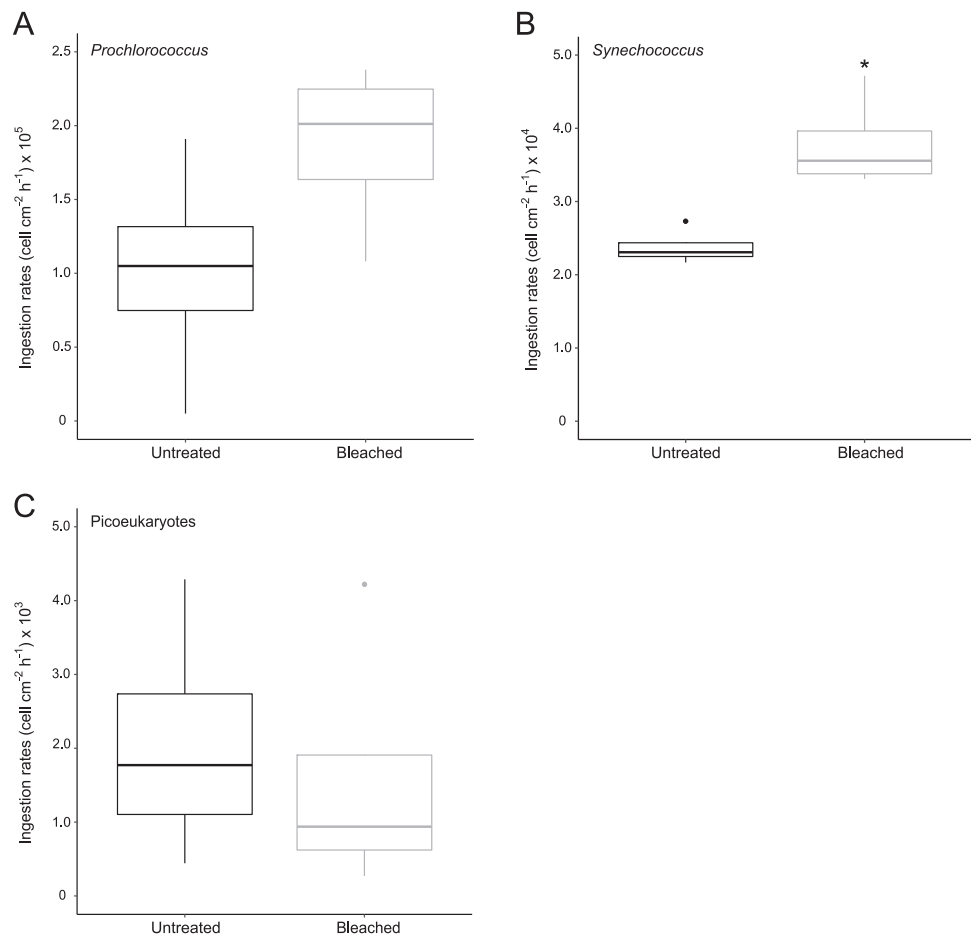 A
Prochlorococcus
Ingestion rates (cell cm⁻² h⁻¹) x 10⁵
2.5
2.0
1.5
1.0
0.5
0
Untreated
Bleached
B
Synechococcus
*
Ingestion rates (cell cm⁻² h⁻¹) x 10⁴
5.0
4.0
3.0
2.0
1.0
0
Untreated
Bleached
C
Picoeukaryotes
Ingestion rates (cell cm⁻² h⁻¹) x 10³
5.0
4.0
3.0
2.0
1.0
0
Untreated
Bleached